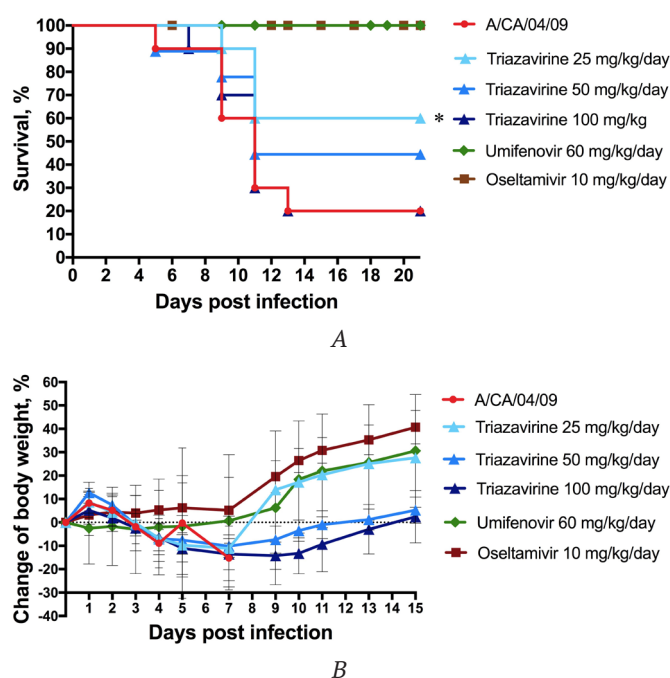 Survival, %
100
90
80
70
60
50
40
30
20
10
0
0 2 4 6 8 10 12 14 16 18 20
Days post infection
A/CA/04/09
Triazavirine 25 mg/kg/day
Triazavirine 50 mg/kg/day
* Triazavirine 100 mg/kg
Umifenovir 60 mg/kg/day
Oseltamivir 10 mg/kg/day
A
Change of body weight, %
60
50
40
30
20
10
0
-10
-20
-30
-40
1 2 3 4 5 6 7 8 9 10 11 12 13 14 15
Days post infection
A/CA/04/09
Triazavirine 25 mg/kg/day
Triazavirine 50 mg/kg/day
Triazavirine 100 mg/kg/day
Umifenovir 60 mg/kg/day
Oseltamivir 10 mg/kg/day
B